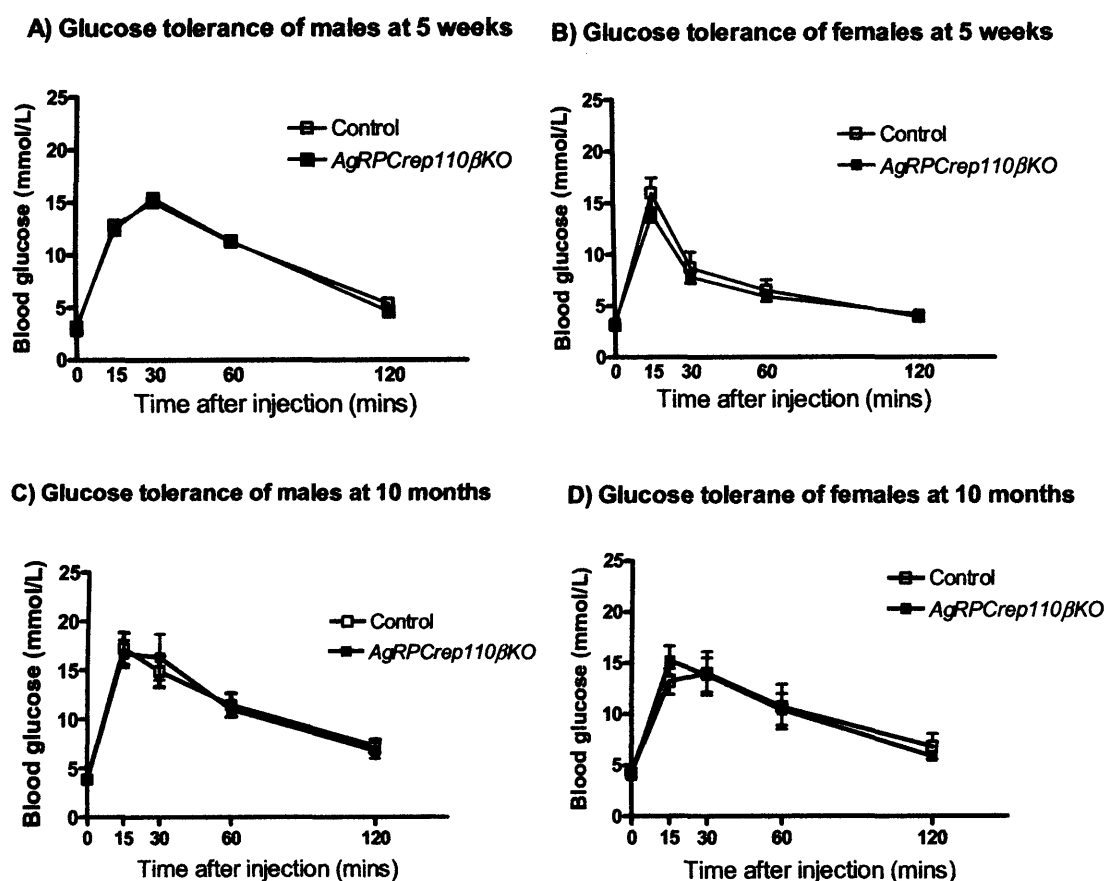 A) Glucose tolerance of males at 5 weeks
25
20
15
10
5
0
Blood glucose (mmol/L)
Control
AgRPCrep110βKO
0 15 30 60 120
Time after injection (mins)
B) Glucose tolerance of females at 5 weeks
25
20
15
10
5
0
Blood glucose (mmol/L)
Control
AgRPCrep110βKO
0 15 30 60 120
Time after injection (mins)
C) Glucose tolerance of males at 10 months
25
20
15
10
5
0
Blood glucose (mmol/L)
Control
AgRPCrep110βKO
0 15 30 60 120
Time after injection (mins)
D) Glucose tolerane of females at 10 months
25
20
15
10
5
0
Blood glucose (mmol/L)
Control
AgRPCrep110βKO
0 15 30 60 120
Time after injection (mins)